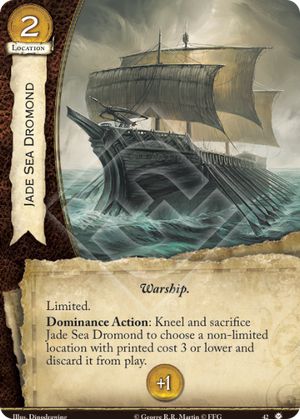 2
Location
Jade Sea Dromond
Warship.
Limited.
Dominance Action: Kneel and sacrifice
Jade Sea Dromond to choose a non-limited
location with printed cost 3 or lower and
discard it from play.
+1
Illus. Dinodrawing
© George R.R. Martin © FFG
42